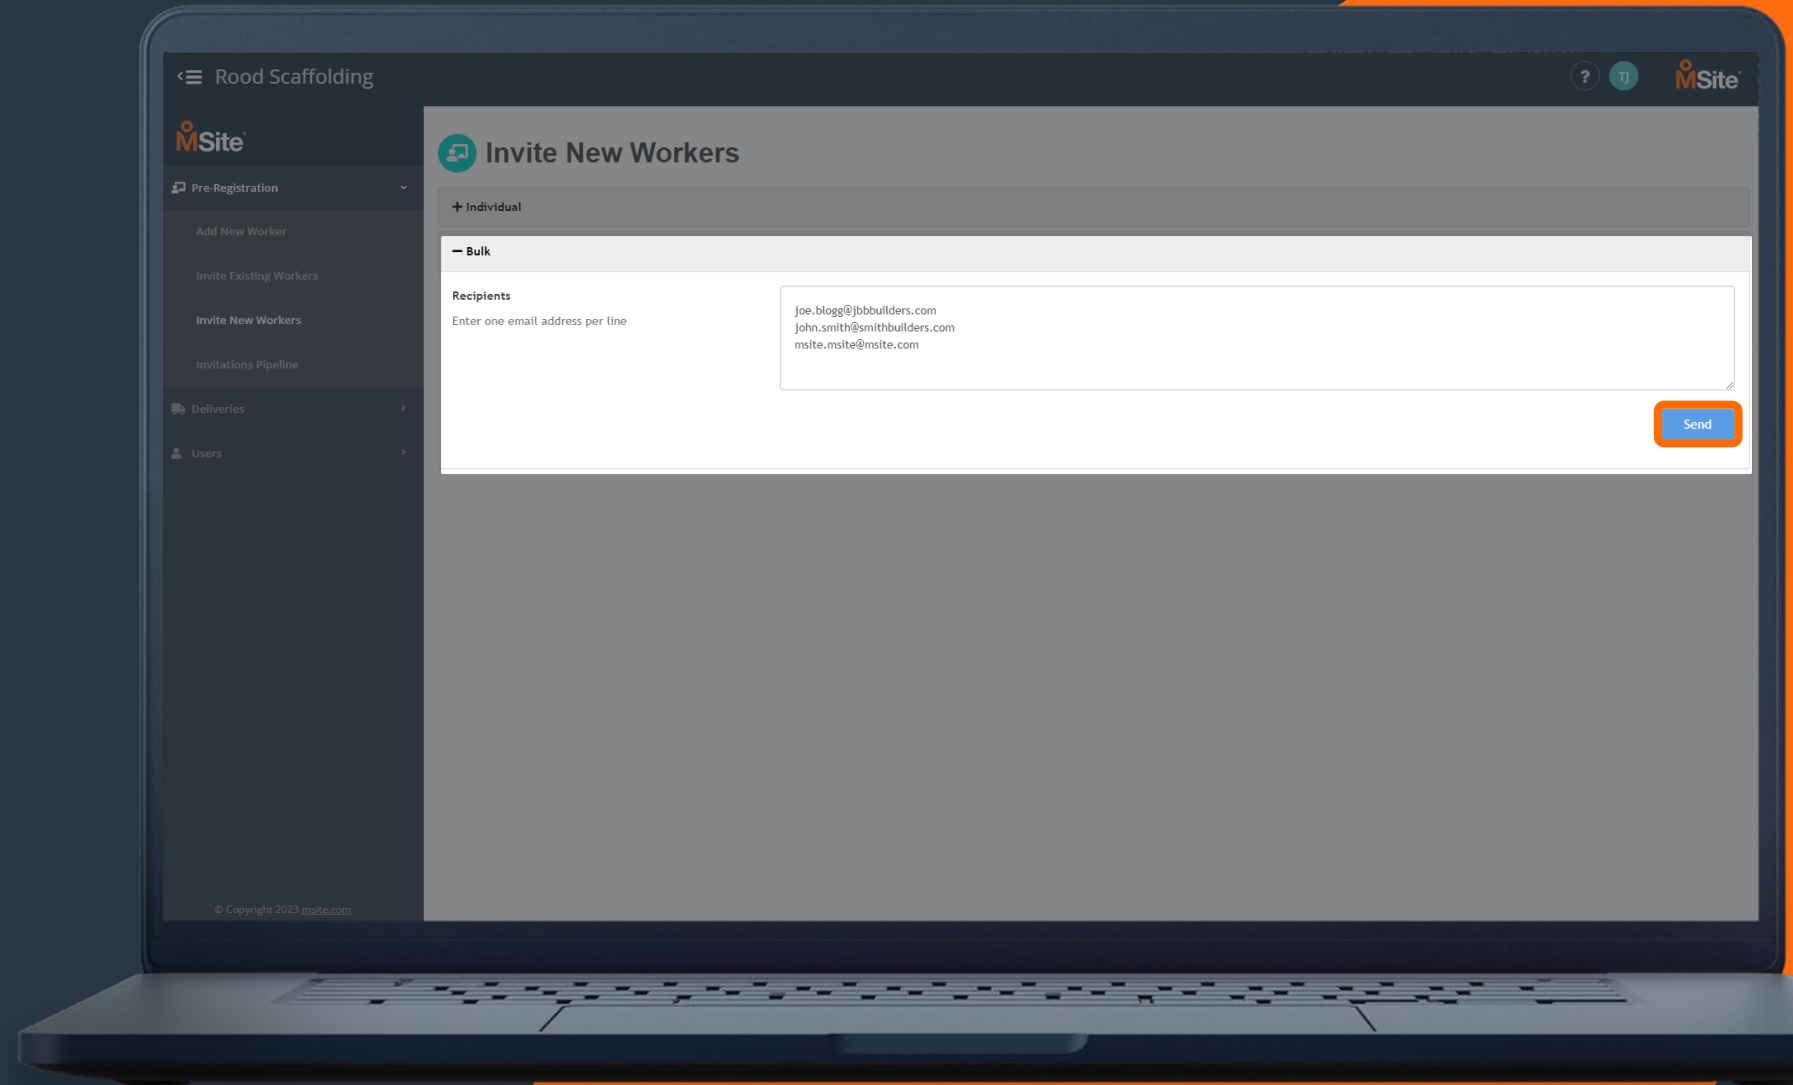 Rood Scaffolding
?
TJ
MSite
MSite
Pre-Registration
Add New Worker
Invite Existing Workers
Invite New Workers
Invitations Pipeline
Deliveries
Users
© Copyright 2023 msite.com
Invite New Workers
+ Individual
− Bulk
Recipients
Enter one email address per line
joe.blogg@jbbbuilders.com
john.smith@smithbuilders.com
msite.msite@msite.com
Send